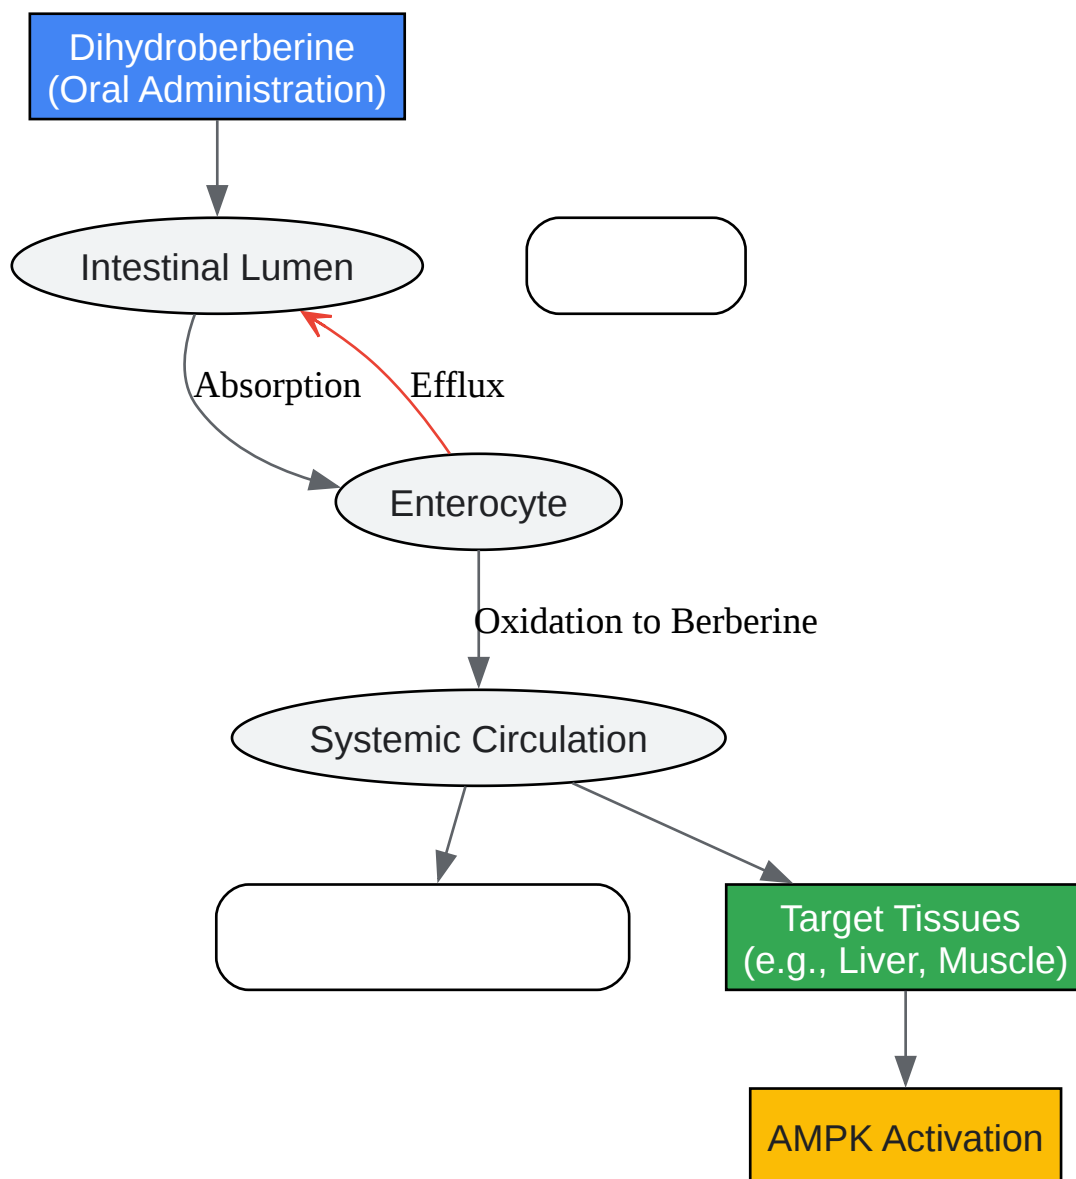 Dihydroberberine
(Oral Administration)
Intestinal Lumen
Absorption
Efflux
Enterocyte
Oxidation to Berberine
Systemic Circulation
Target Tissues
(e.g., Liver, Muscle)
AMPK Activation